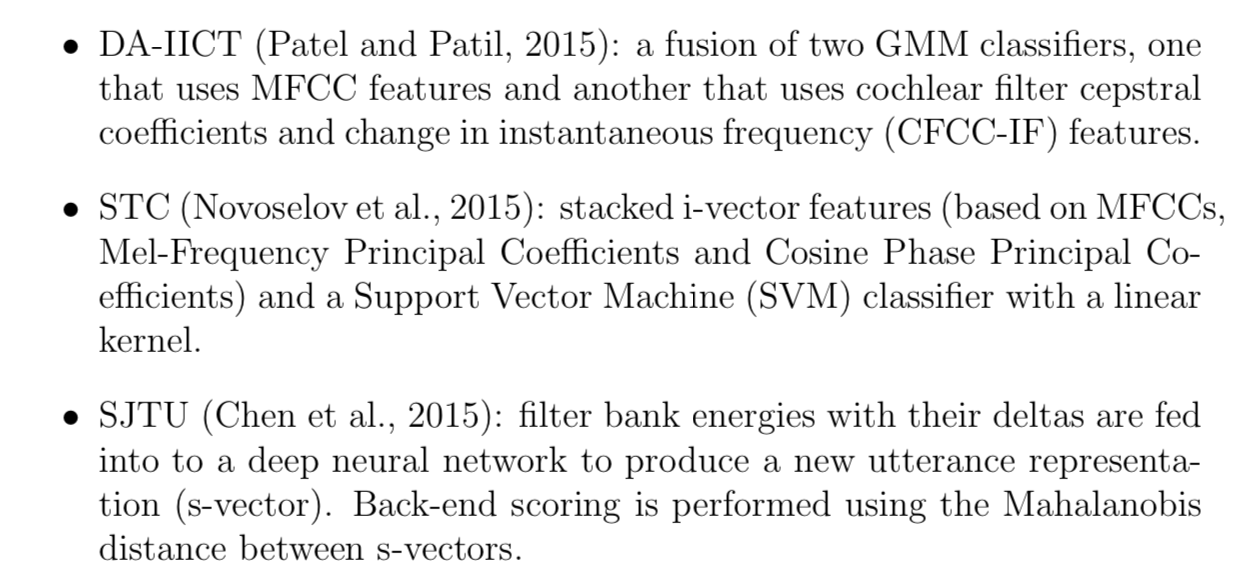 • DA-IICT (Patel and Patil, 2015): a fusion of two GMM classifiers, one
that uses MFCC features and another that uses cochlear filter cepstral
coefficients and change in instantaneous frequency (CFCC-IF) features.
• STC (Novoselov et al., 2015): stacked i-vector features (based on MFCCs,
Mel-Frequency Principal Coefficients and Cosine Phase Principal Co-
efficients) and a Support Vector Machine (SVM) classifier with a linear
kernel.
• SJTU (Chen et al., 2015): filter bank energies with their deltas are fed
into to a deep neural network to produce a new utterance representa-
tion (s-vector). Back-end scoring is performed using the Mahalanobis
distance between s-vectors.